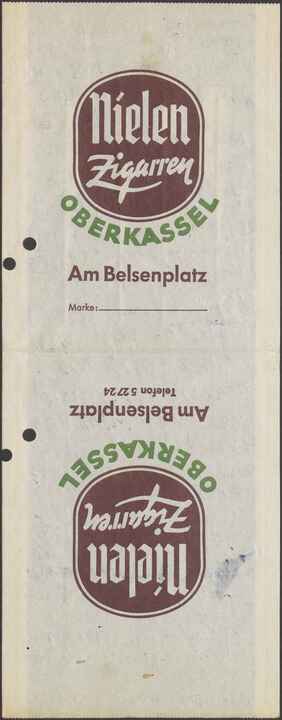 Nielen
Zigarren
OBERKASSEL
Am Belsenplatz
Marke:
Telefon 5 27 24
Am Belsenplatz
OBERKASSEL
Zigarren
Nielen